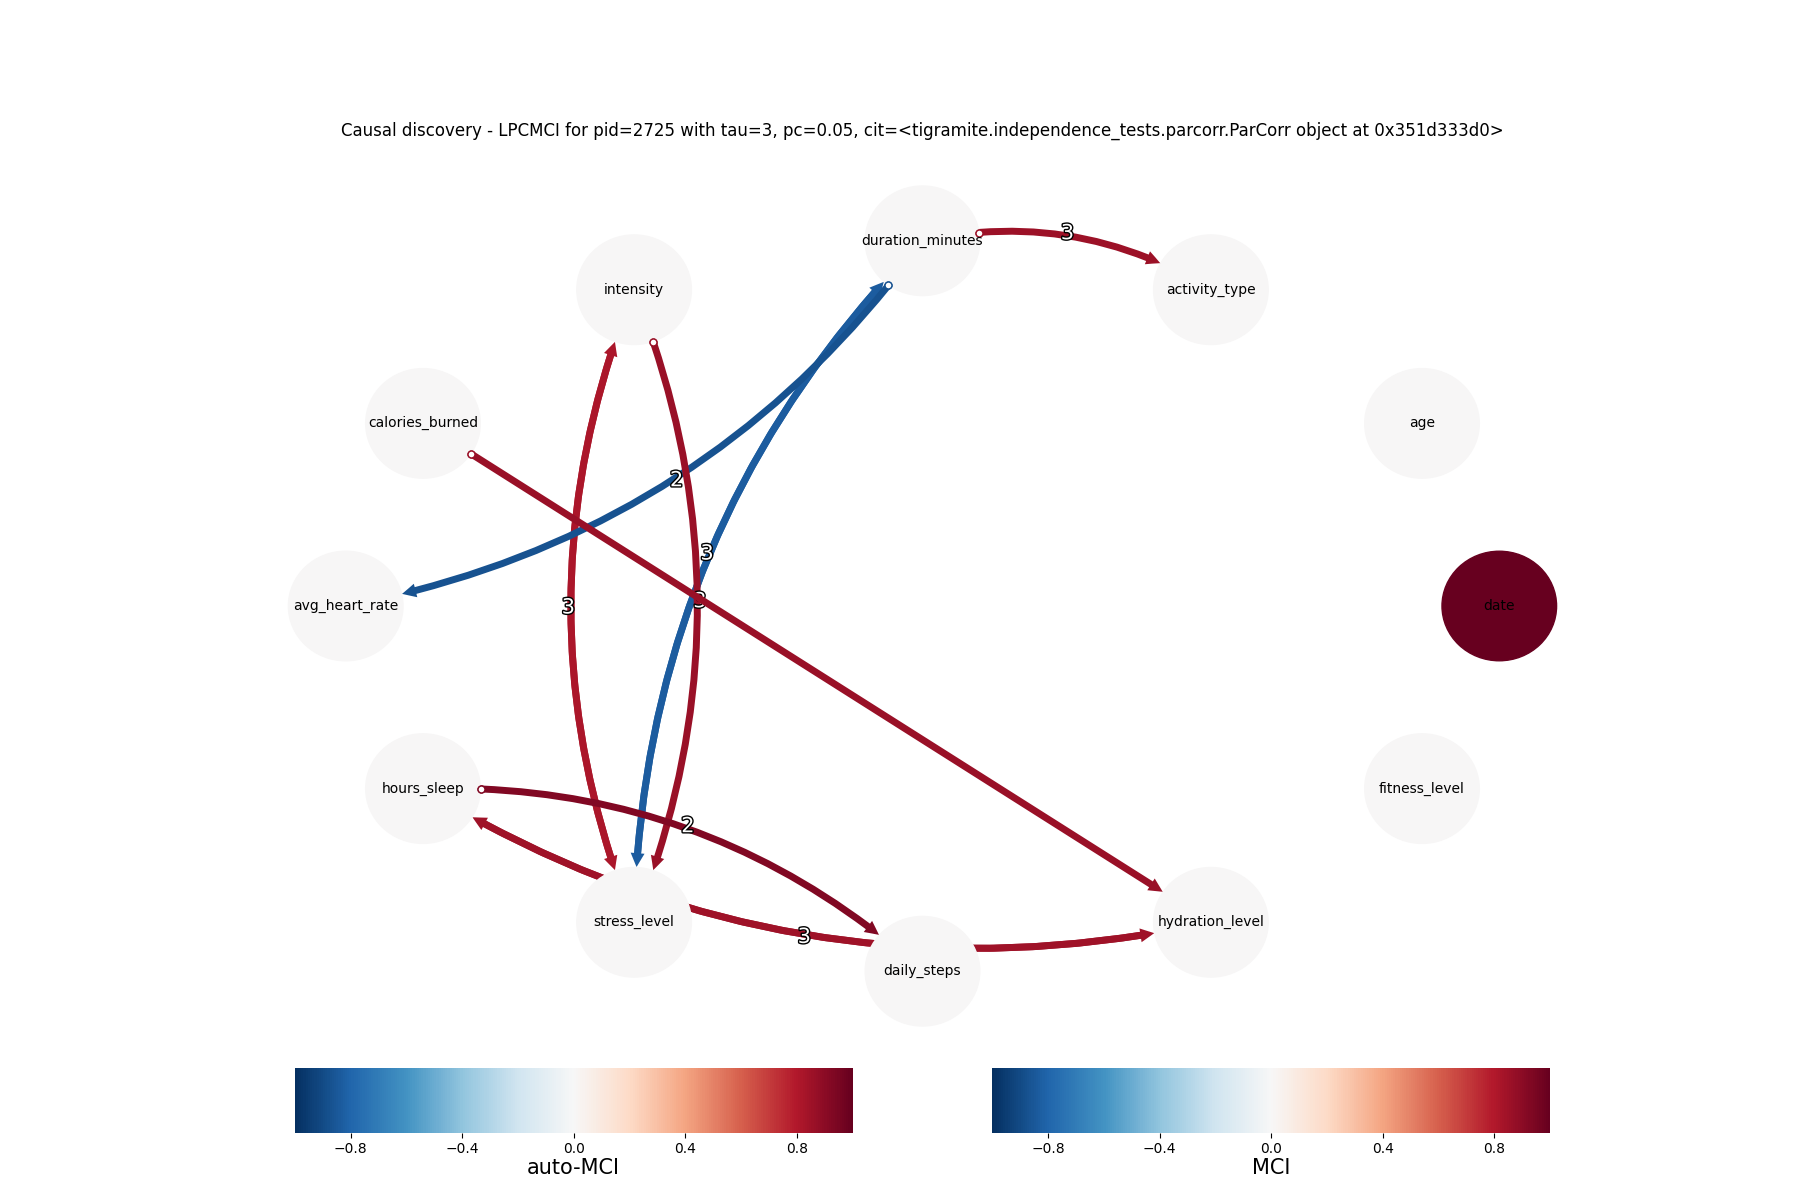 Causal discovery - LPCMCI for pid=2725 with tau=3, pc=0.05, cit=<tigramite.independence_tests.parcorr.ParCorr object at 0x351d333d0>
duration_minutes
3
intensity
activity_type
calories_burned
age
2
3
3
3
avg_heart_rate
date
hours_sleep
fitness_level
2
stress_level
hydration_level
3
daily_steps
−0.8 −0.4 0.0 0.4 0.8
auto-MCI
−0.8 −0.4 0.0 0.4 0.8
MCI